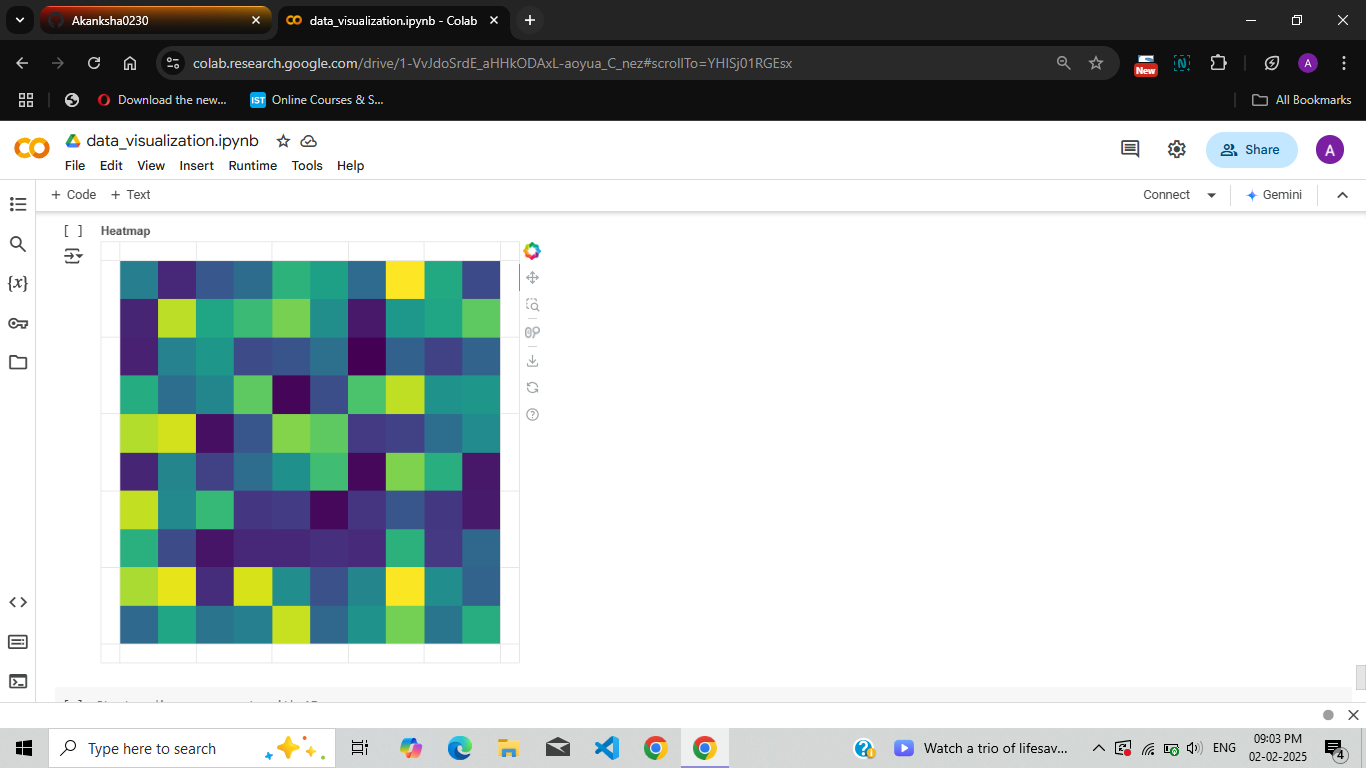 Akanksha0230
data_visualization.ipynb - Colab
colab.research.google.com/drive/1-VvJdoSrdE_aHHkODAxL-aoyua_C_nez#scrollTo=YHISj01RGEsx
New
N
A
Download the new...
IST
Online Courses & S...
All Bookmarks
data_visualization.ipynb
File Edit View Insert Runtime Tools Help
Share
A
+ Code + Text
Connect
Gemini
[ ] Heatmap
{x}
Type here to search
Watch a trio of lifesav...
ENG
09:03 PM
02-02-2025
4